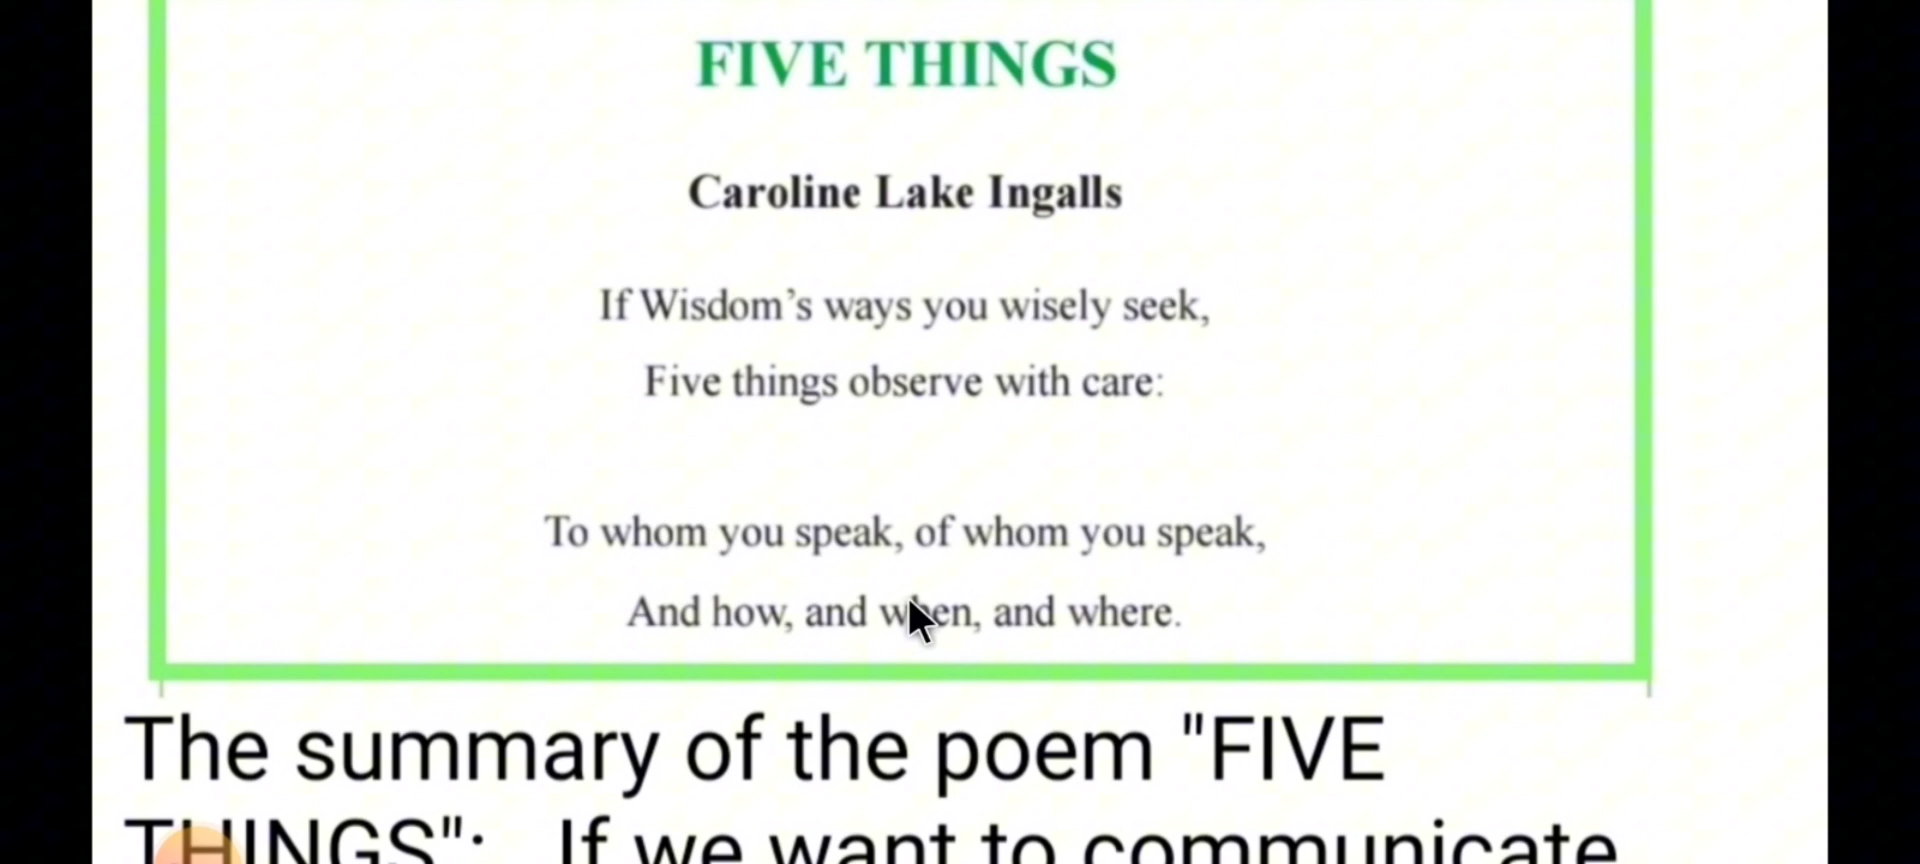 FIVE THINGS
Caroline Lake Ingalls
If Wisdom’s ways you wisely seek,
Five things observe with care:
To whom you speak, of whom you speak,
And how, and when, and where.
The summary of the poem "FIVE
THINGS": If we want to communicate